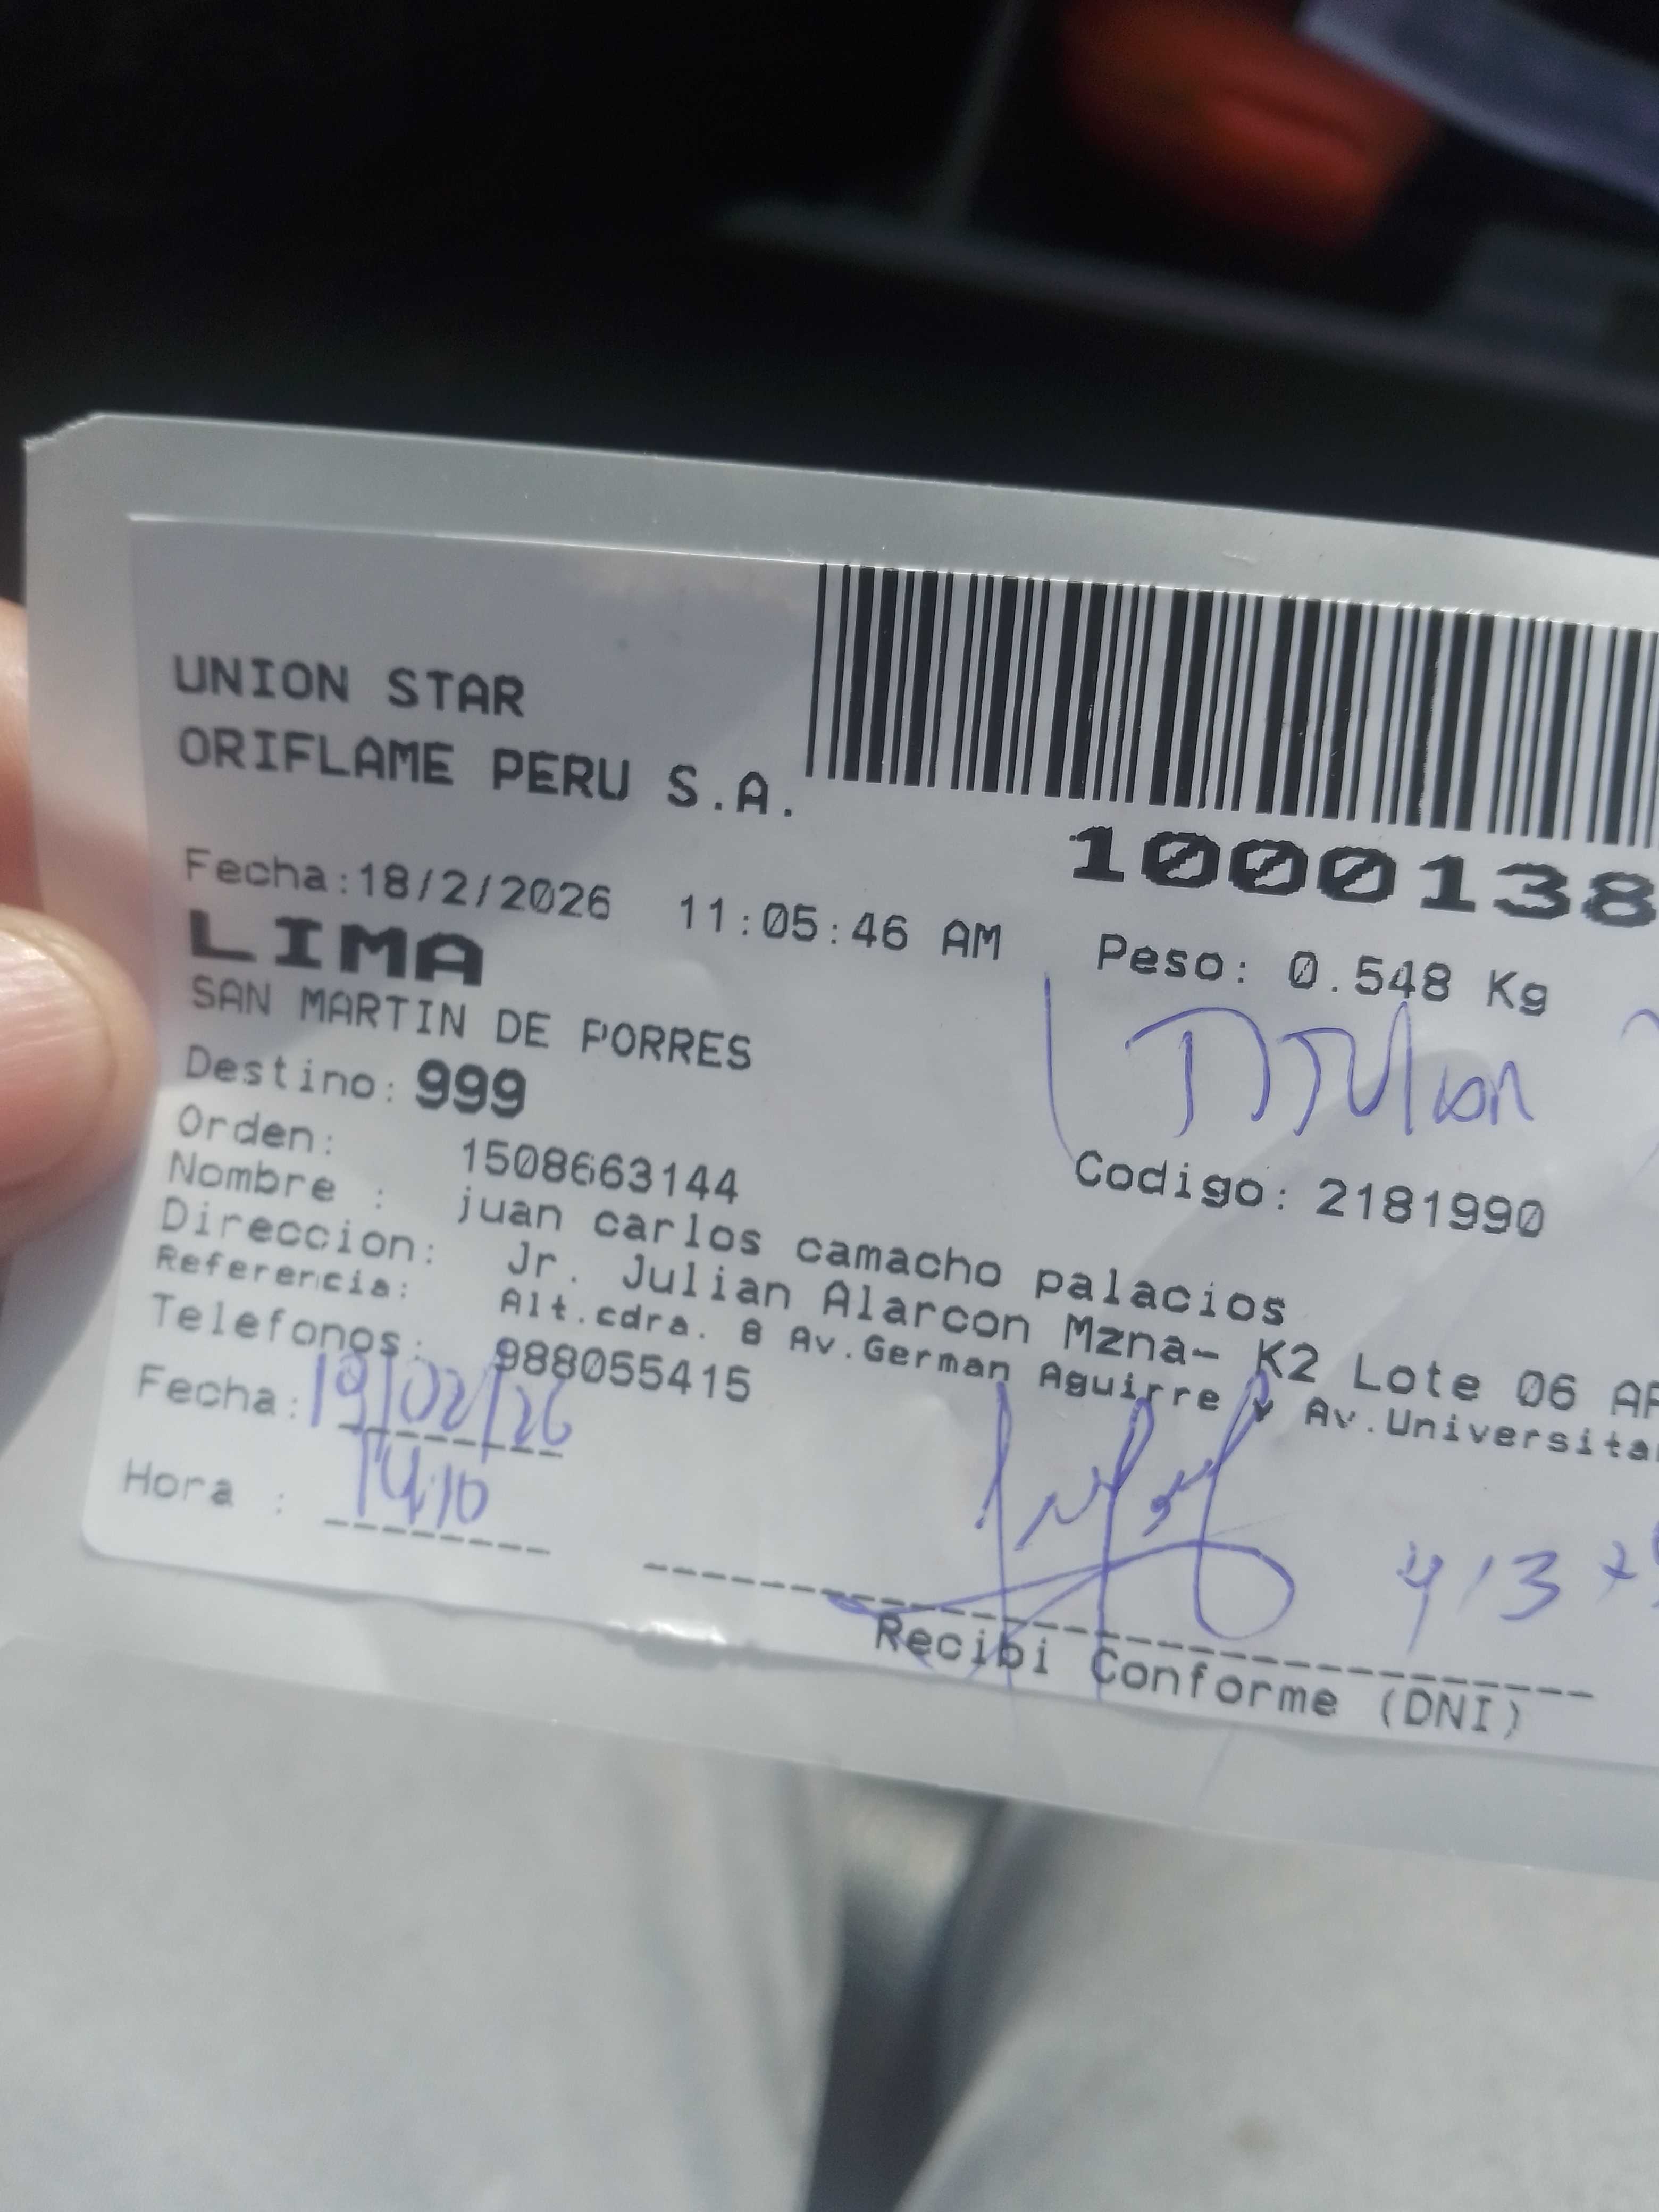 UNION STAR
ORIFLAME PERU S.A.
1000138
Fecha:18/2/2026 11:05:46 AM
Peso: 0.548 Kg
LIMA
SAN MARTIN DE PORRES
Destino: 999
Orden: 1508663144
Codigo: 2181990
Nombre : juan carlos camacho palacios
Direccion: Jr. Julian Alarcon Mzna- K2 Lote 06
Referencia: Alt.cdra. 8 Av.German Aguirre y
Telefonos: 988055415
Fecha: 19/02/26
Hora : 14:10
Recibi Conforme (DNI)